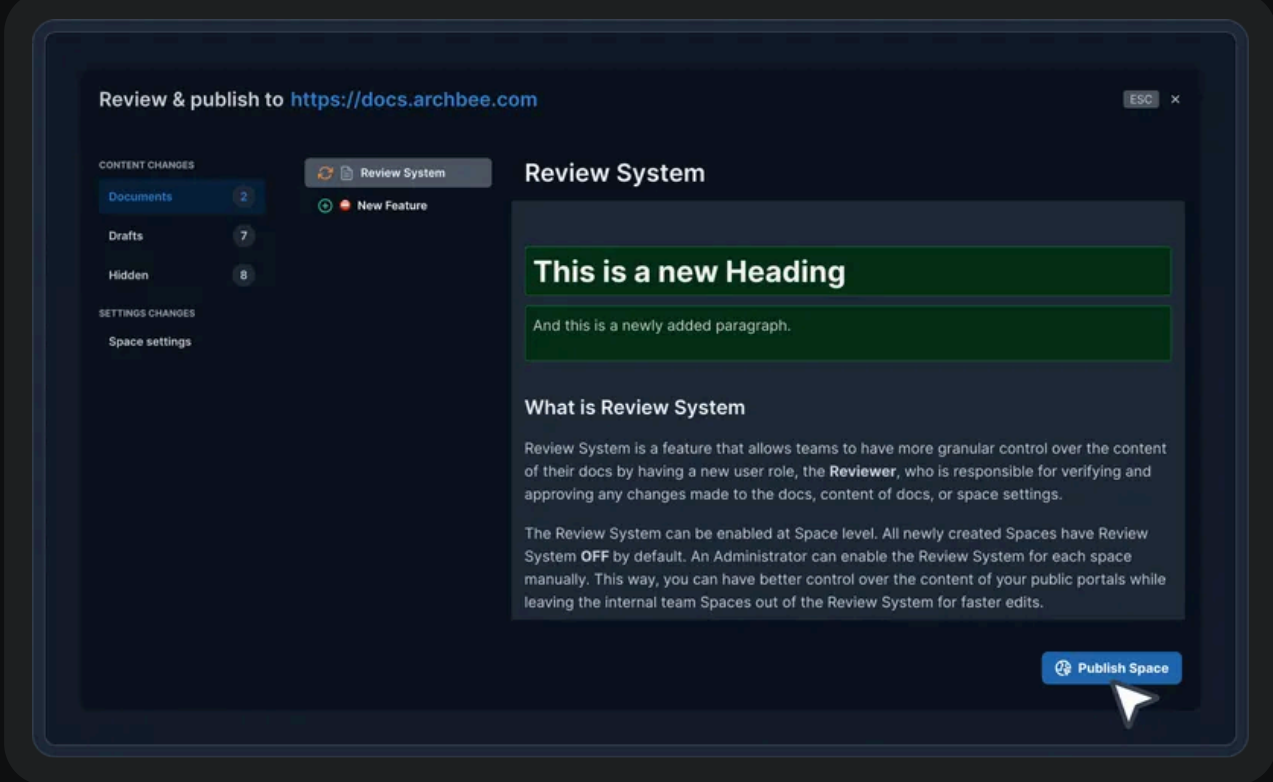 Review & publish to https://docs.archbee.com
ESC ×
CONTENT CHANGES
Documents 2
Drafts 7
Hidden 8
SETTINGS CHANGES
Space settings
Review System
New Feature
Review System
This is a new Heading
And this is a newly added paragraph.
What is Review System
Review System is a feature that allows teams to have more granular control over the content
of their docs by having a new user role, the Reviewer, who is responsible for verifying and
approving any changes made to the docs, content of docs, or space settings.
The Review System can be enabled at Space level. All newly created Spaces have Review
System OFF by default. An Administrator can enable the Review System for each space
manually. This way, you can have better control over the content of your public portals while
leaving the internal team Spaces out of the Review System for faster edits.
Publish Space